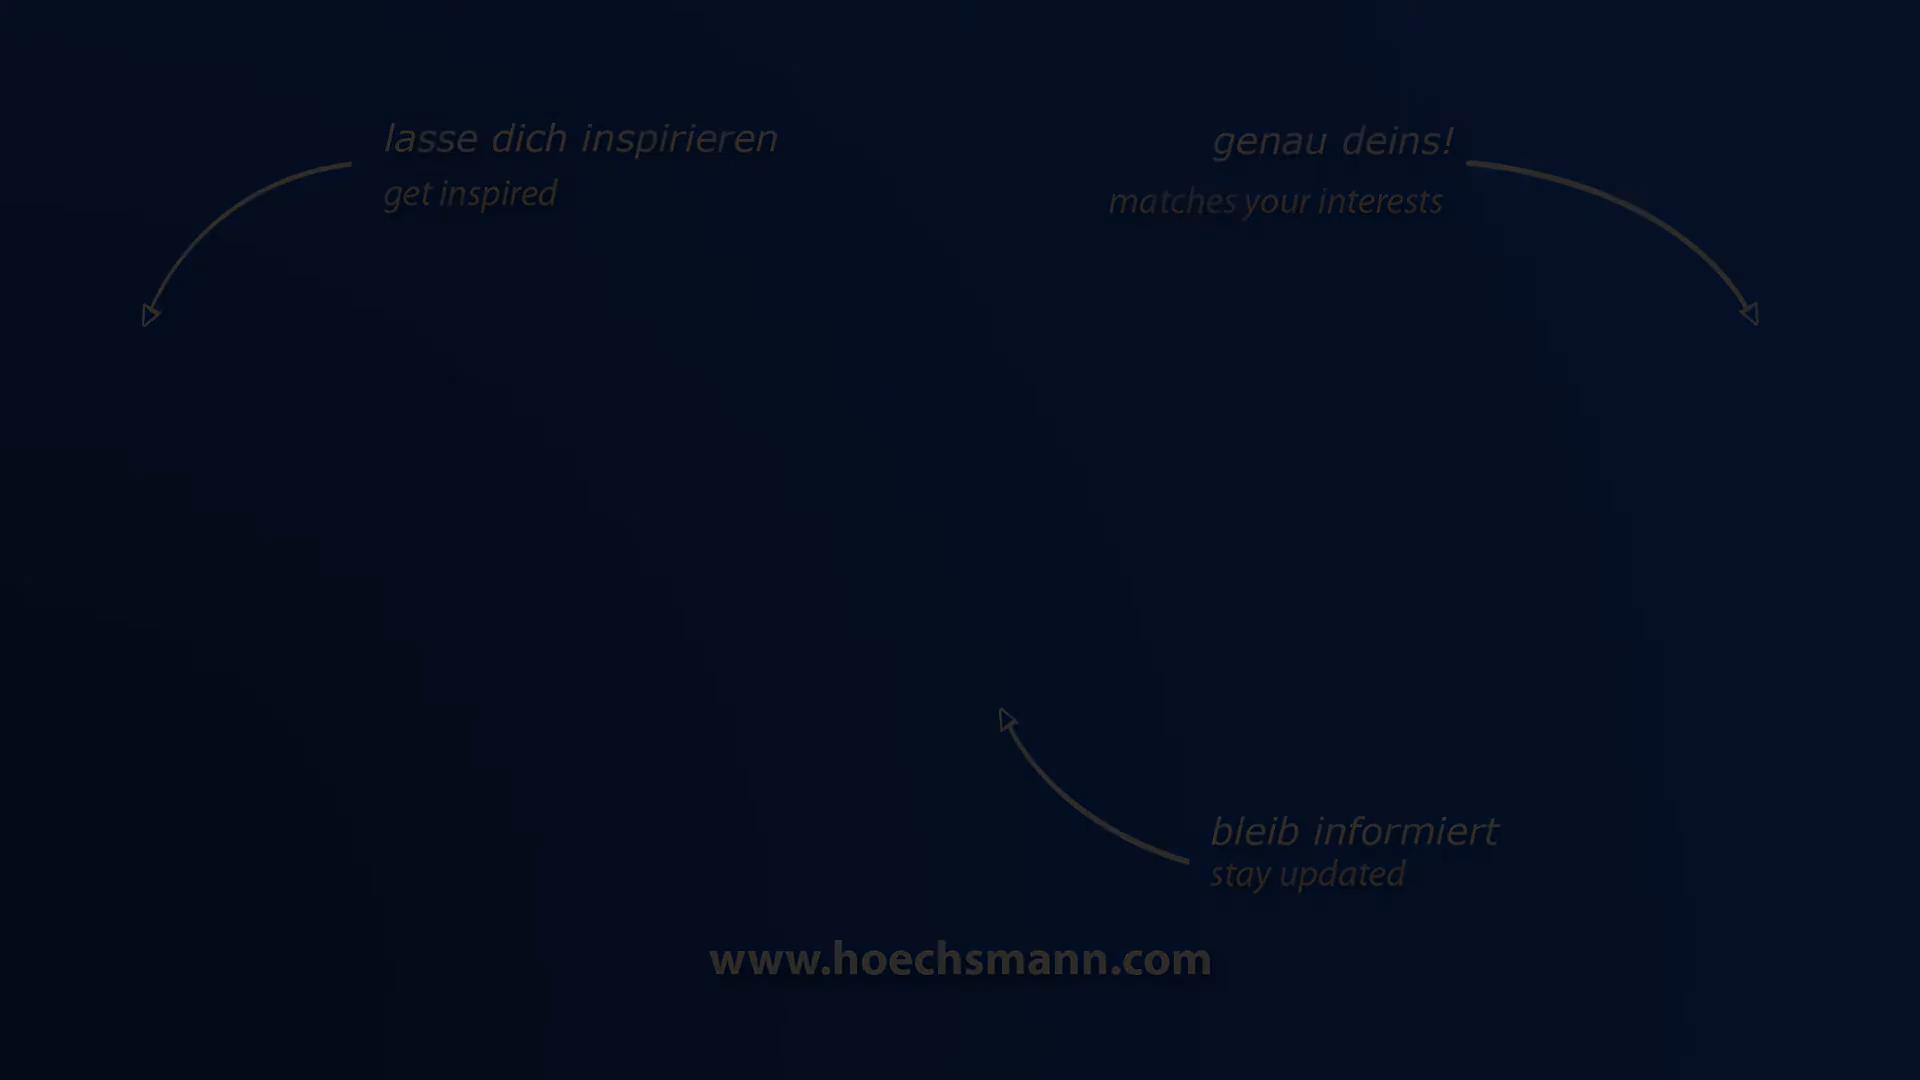 lasse dich inspirieren
get inspired
genau deins!
matches your interests
bleib informiert
stay updated
www.hoechsmann.com